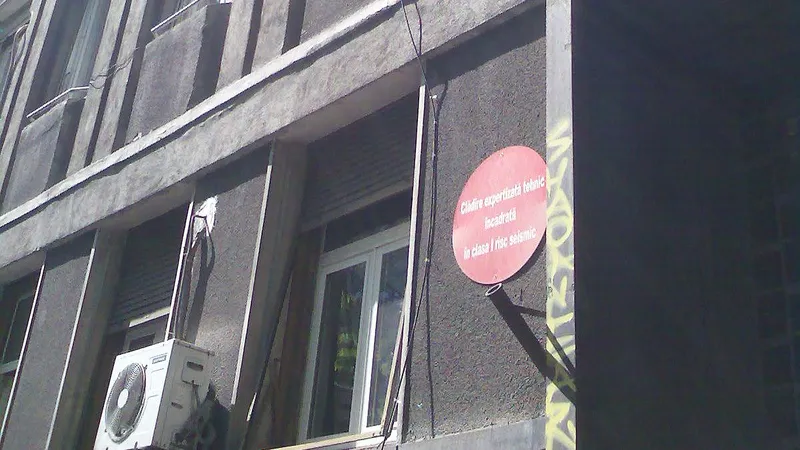 Clădire expertizată tehnic
încadrată
în clasa I risc seismic